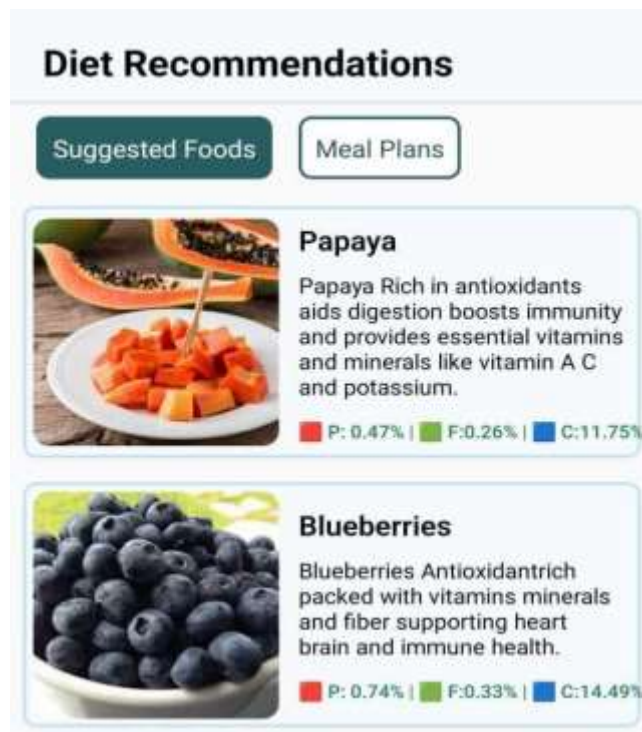 Diet Recommendations
Suggested Foods
Meal Plans
Papaya
Papaya Rich in antioxidants
aids digestion boosts immunity
and provides essential vitamins
and minerals like vitamin A C
and potassium.
P: 0.47% | F:0.26% | C:11.75%
Blueberries
Blueberries Antioxidantrich
packed with vitamins minerals
and fiber supporting heart
brain and immune health.
P: 0.74% | F:0.33% | C:14.49%